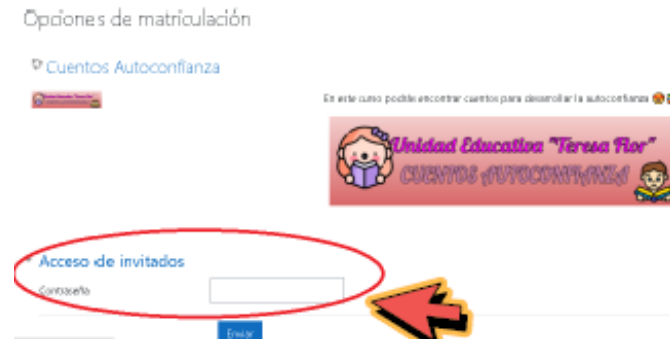 Opciones de matriculación
Cuentos Autoconfianza
En este curso podrás encontrar cuentos para desarrollar la autoconfianza
Unidad Educativa "Teresa Flor"
CUENTOS AUTOCONFIANZA
Acceso de invitados
Contraseña
Enviar